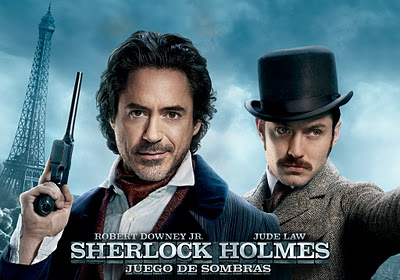 ROBERT DOWNEY JR. JUDE LAW
SHERLOCK HOLMES
JUEGO DE SOMBRAS